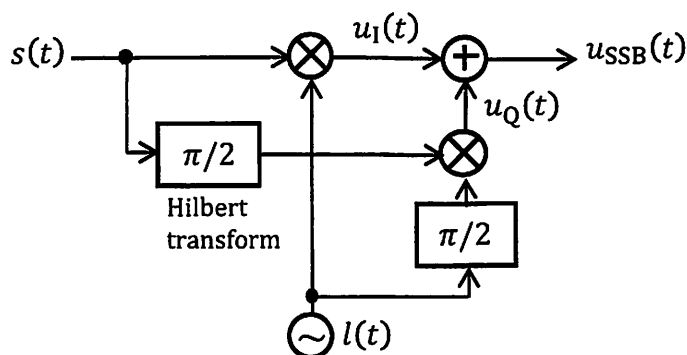 s(t)
u_I(t)
+
u_SSB(t)
u_Q(t)
π/2
Hilbert
transform
π/2
~ l(t)